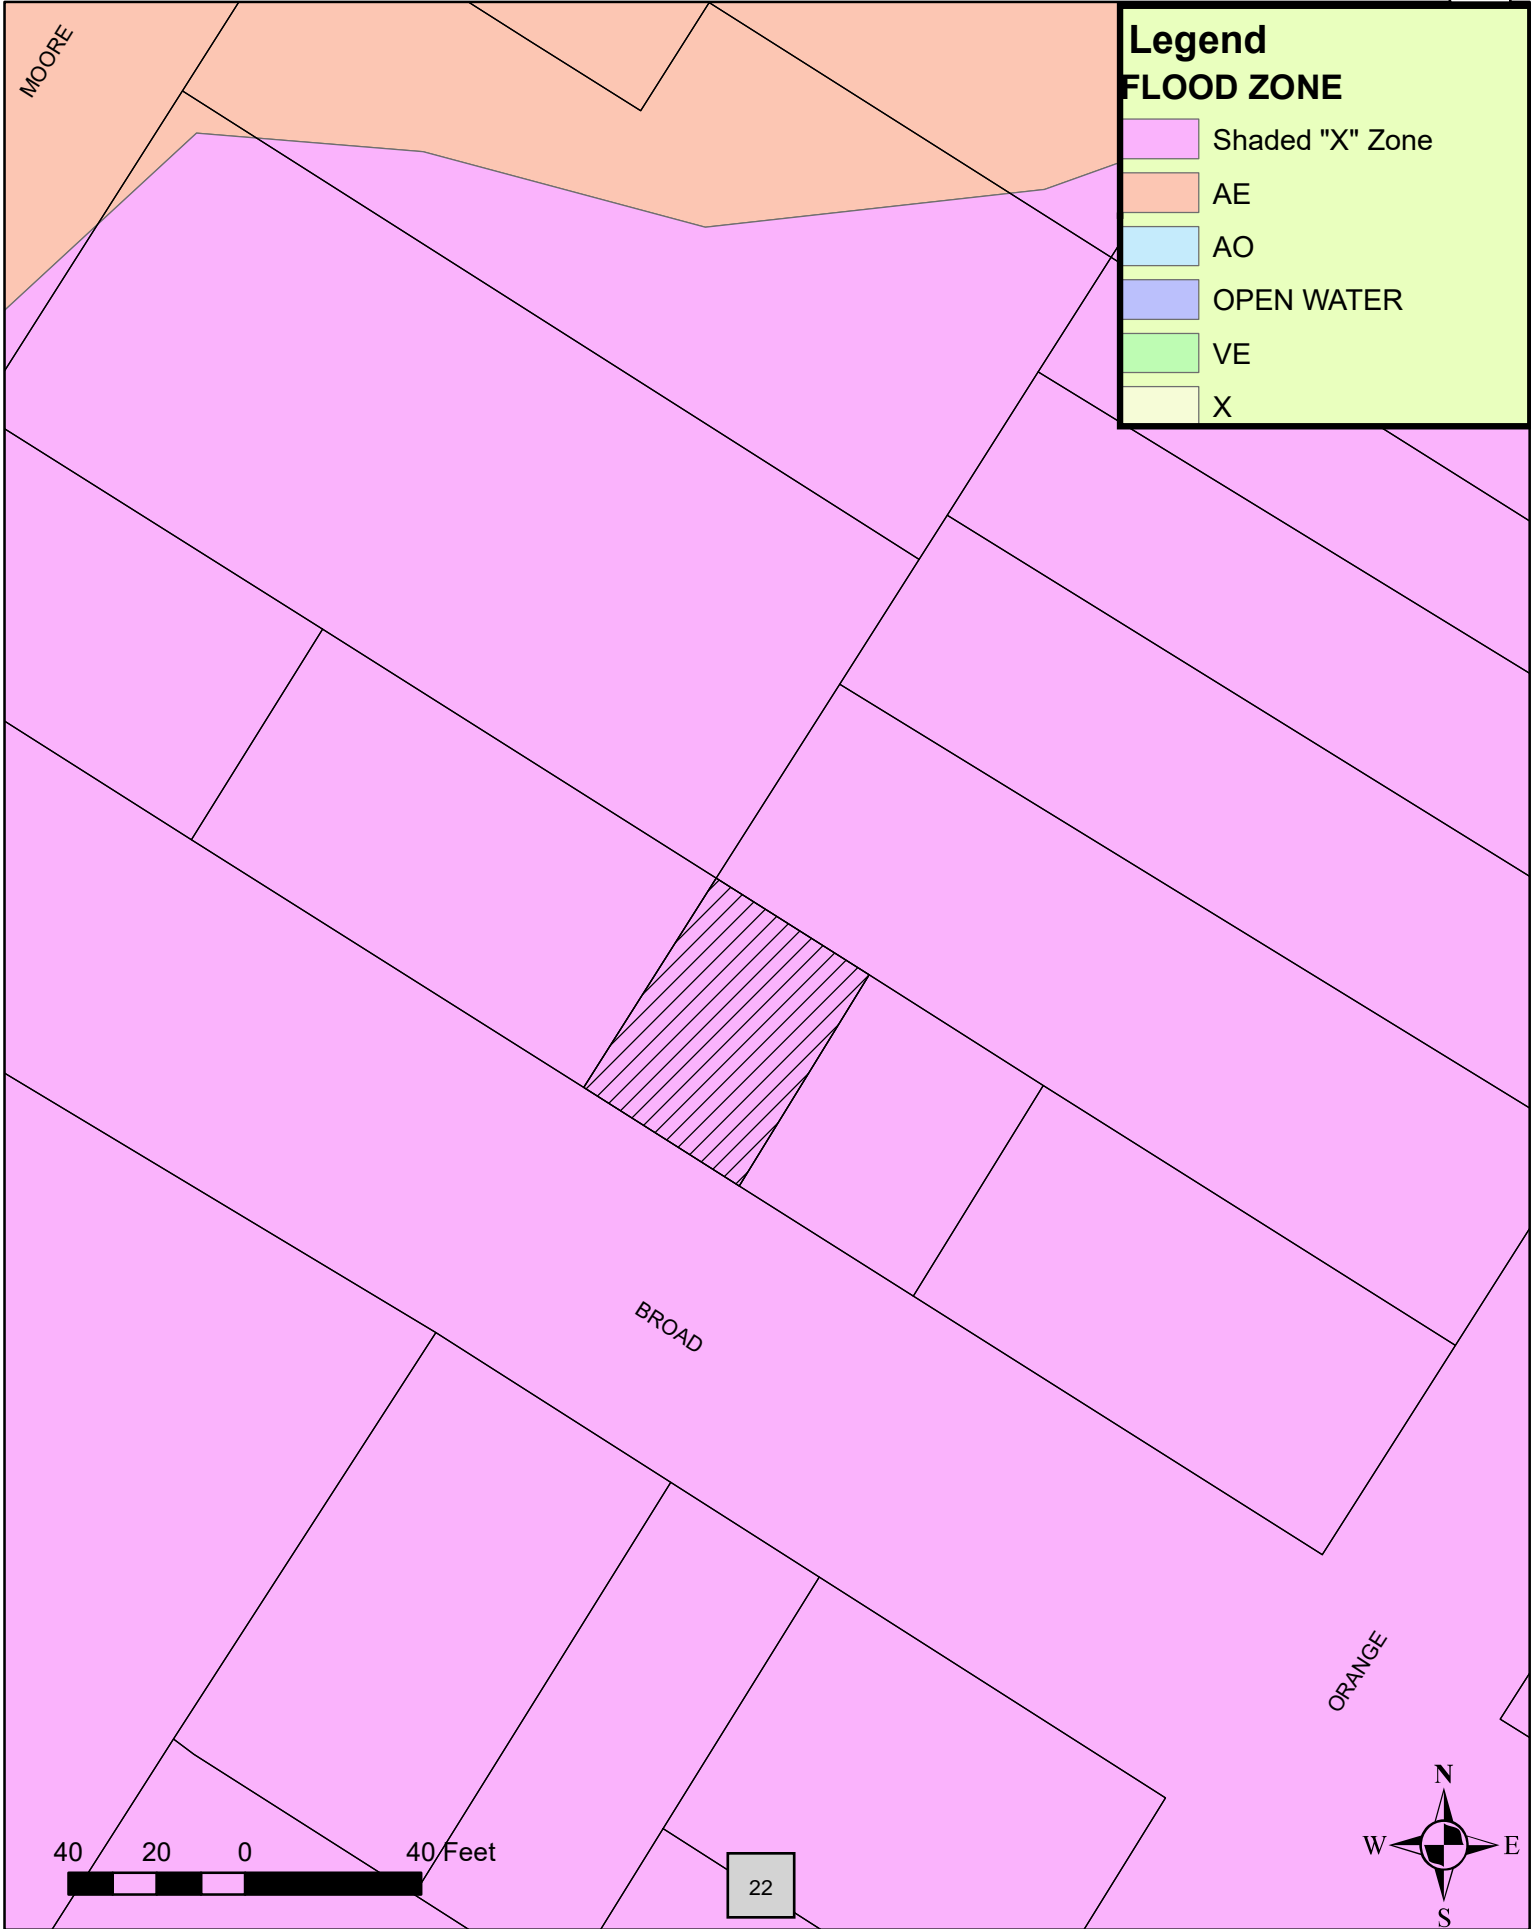 MOORE
Legend
FLOOD ZONE
Shaded "X" Zone
AE
AO
OPEN WATER
VE
X
BROAD
ORANGE
N
W E
S
40 20 0 40 Feet
22